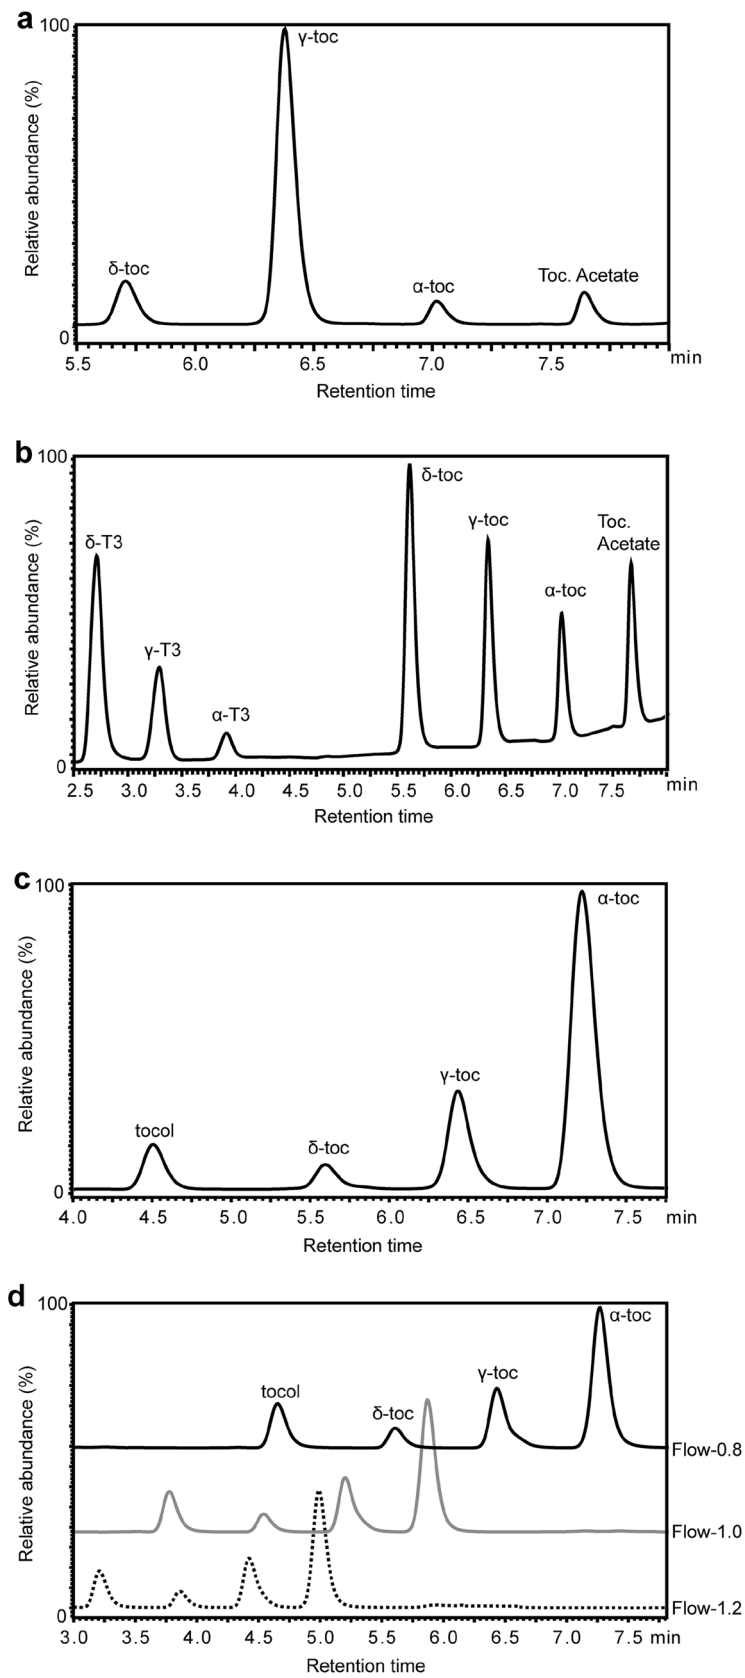 a
100
γ-toc
Relative abundance (%)
δ-toc
α-toc
Toc. Acetate
0
5.5 6.0 6.5 7.0 7.5 min
Retention time
b
100
δ-toc
γ-toc
Toc.
Acetate
δ-T3
α-toc
Relative abundance (%)
γ-T3
α-T3
0
2.5 3.0 3.5 4.0 4.5 5.0 5.5 6.0 6.5 7.0 7.5 min
Retention time
c
100
α-toc
Relative abundance (%)
γ-toc
tocol
δ-toc
0
4.0 4.5 5.0 5.5 6.0 6.5 7.0 7.5 min
Retention time
d
100
α-toc
γ-toc
tocol
δ-toc
Relative abundance (%)
Flow-0.8
Flow-1.0
Flow-1.2
0
3.0 3.5 4.0 4.5 5.0 5.5 6.0 6.5 7.0 7.5 min
Retention time